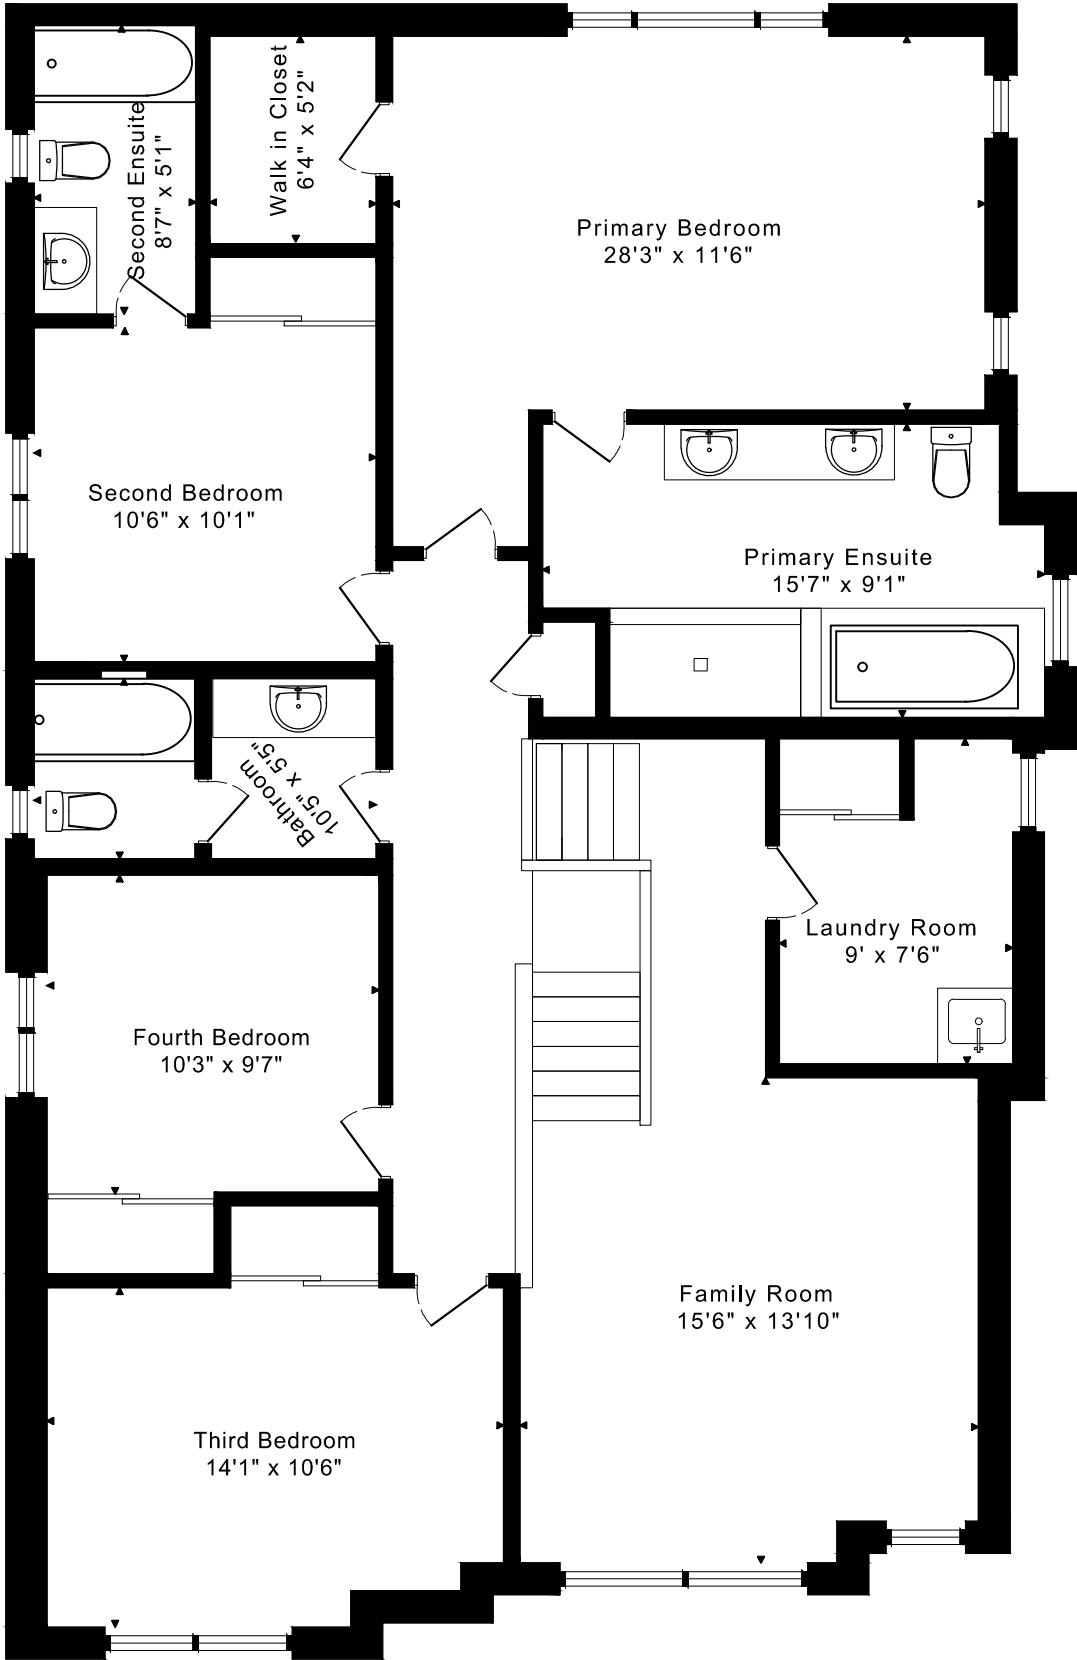 Walk in Closet
6'4" x 5'2"
Second Ensuite
8'7" x 5'1"
Primary Bedroom
28'3" x 11'6"
Second Bedroom
10'6" x 10'1"
Primary Ensuite
15'7" x 9'1"
Bathroom
10'5" x 5'5"
Laundry Room
9' x 7'6"
Fourth Bedroom
10'3" x 9'7"
Family Room
15'6" x 13'10"
Third Bedroom
14'1" x 10'6"